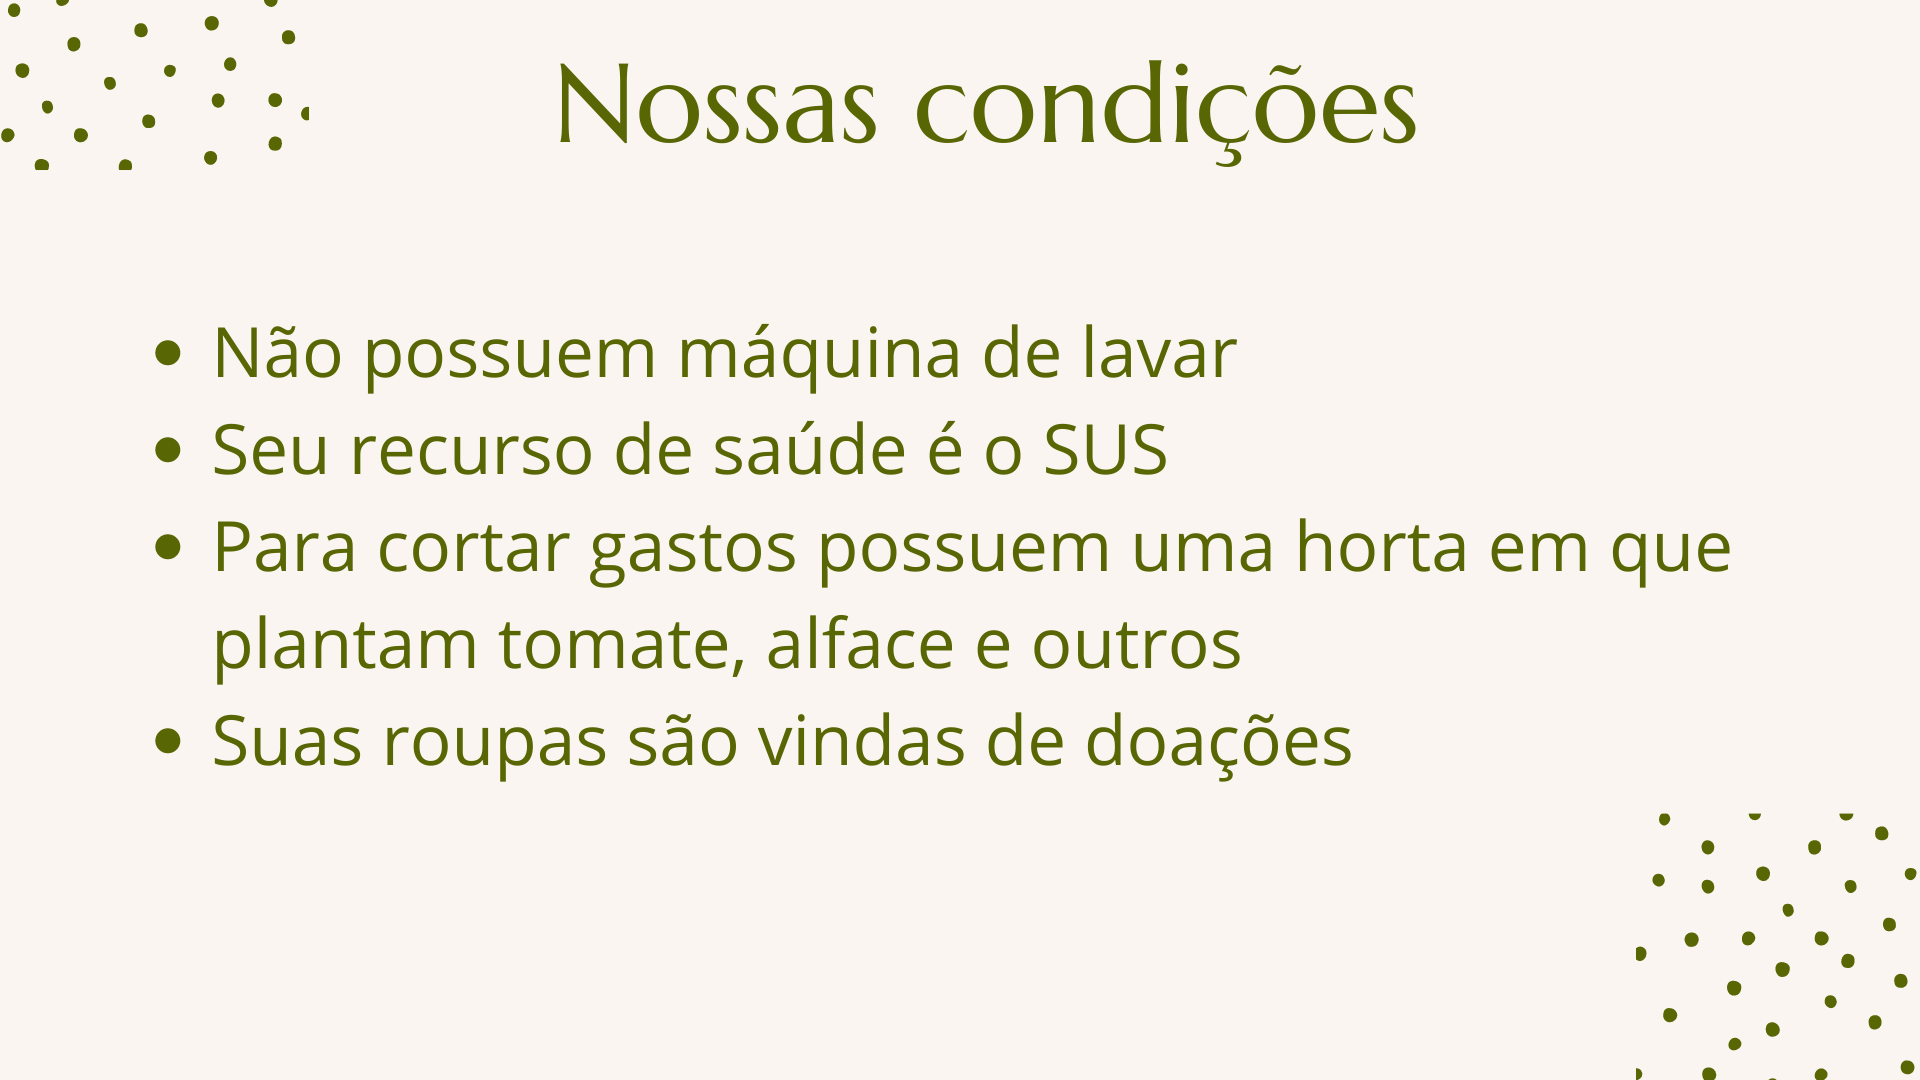 Nossas condições
Não possuem máquina de lavar
Seu recurso de saúde é o SUS
Para cortar gastos possuem uma horta em que
plantam tomate, alface e outros
Suas roupas são vindas de doações